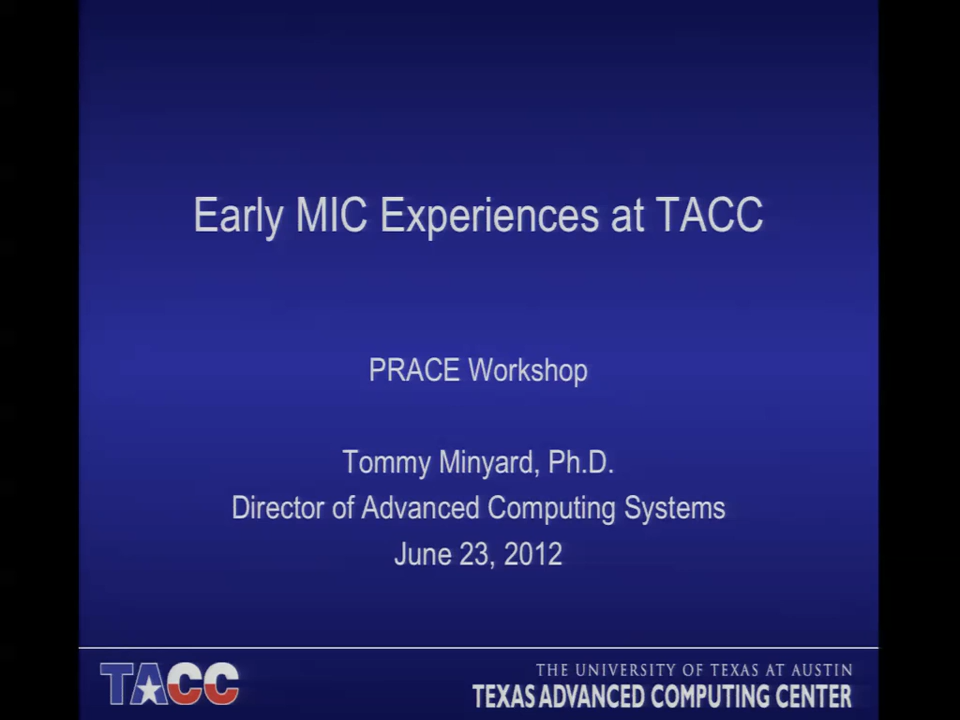 Early MIC Experiences at TACC
PRACE Workshop
Tommy Minyard, Ph.D.
Director of Advanced Computing Systems
June 23, 2012
TACC
THE UNIVERSITY OF TEXAS AT AUSTIN
TEXAS ADVANCED COMPUTING CENTER